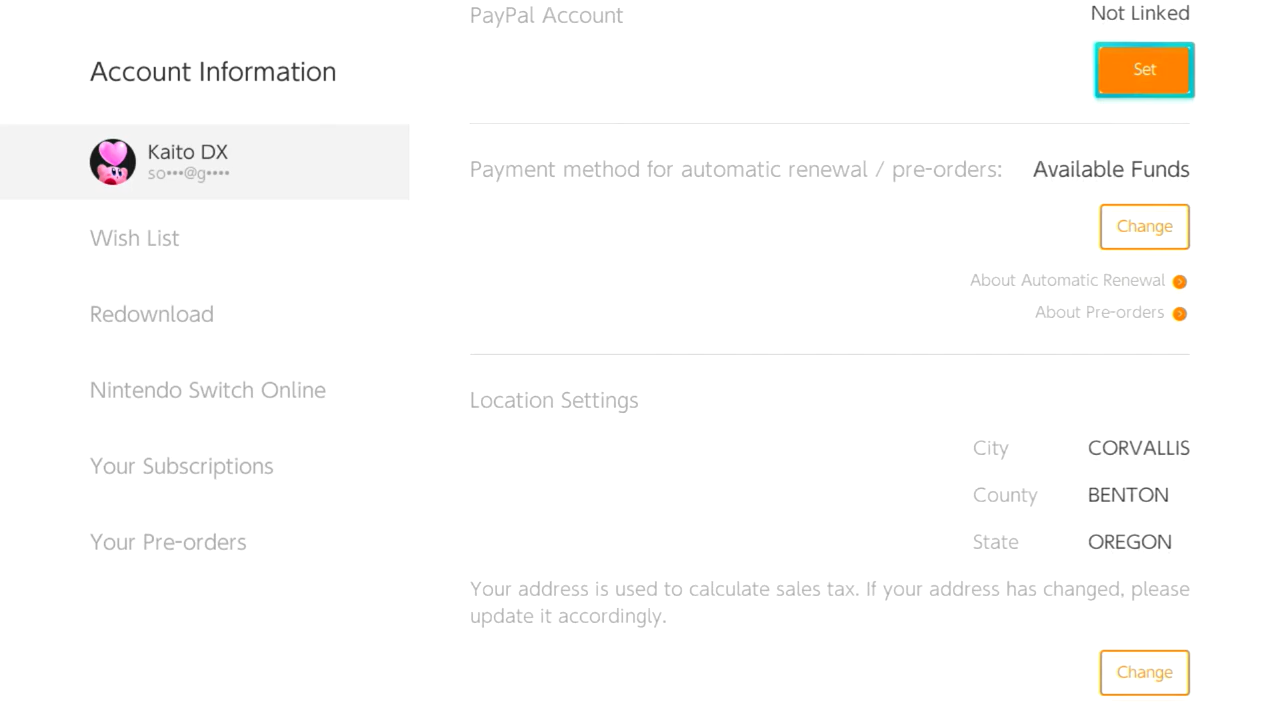 PayPal Account Not Linked
Set
Account Information
Kaito DX
so•••@g••••
Wish List
Redownload
Nintendo Switch Online
Your Subscriptions
Your Pre-orders
Payment method for automatic renewal / pre-orders: Available Funds
Change
About Automatic Renewal
About Pre-orders
Location Settings
City CORVALLIS
County BENTON
State OREGON
Your address is used to calculate sales tax. If your address has changed, please
update it accordingly.
Change